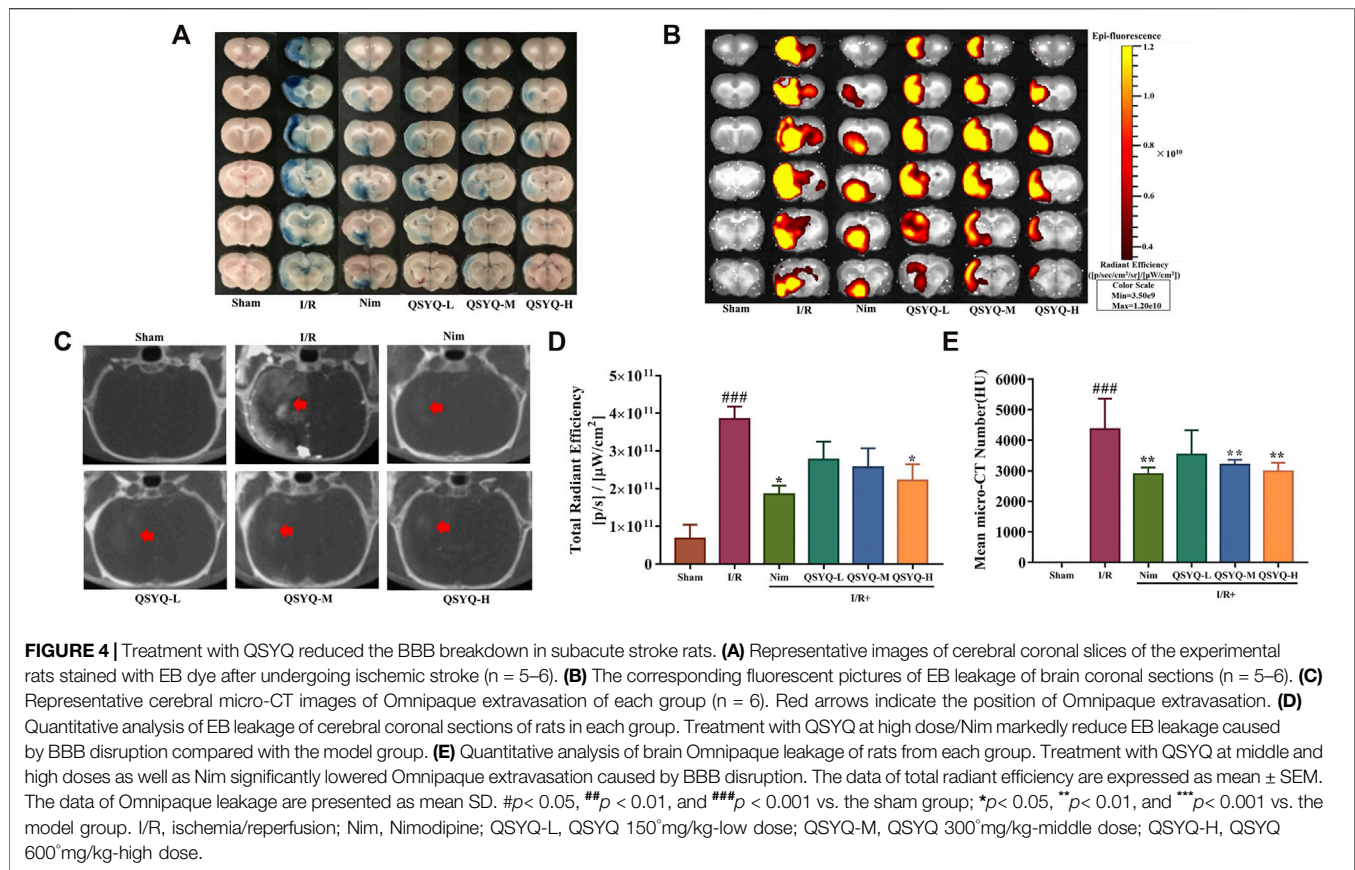 A
Sham I/R Nim QSYQ-L QSYQ-M QSYQ-H
B
Epi-fluorescence
1.2
1.0
×10¹⁰
0.8
0.6
0.4
Radiant Efficiency
([p/sec/cm²/sr]/[μW/cm²])
Color Scale
Min=3.50e9
Max=1.20e10
Sham I/R Nim QSYQ-L QSYQ-M QSYQ-H
C
Sham I/R Nim
QSYQ-L QSYQ-M QSYQ-H
D
Total Radiant Efficiency
[p/s] / [μW/cm²]
5×10¹¹
4×10¹¹
3×10¹¹
2×10¹¹
1×10¹¹
0
###
*
*
Sham I/R Nim QSYQ-L QSYQ-M QSYQ-H
I/R+
E
Mean micro-CT Number(HU)
6000
5000
4000
3000
2000
1000
0
###
**
**
**
Sham I/R Nim QSYQ-L QSYQ-M QSYQ-H
I/R+
FIGURE 4 | Treatment with QSYQ reduced the BBB breakdown in subacute stroke rats. (A) Representative images of cerebral coronal slices of the experimental
rats stained with EB dye after undergoing ischemic stroke (n = 5–6). (B) The corresponding fluorescent pictures of EB leakage of brain coronal sections (n = 5–6). (C)
Representative cerebral micro-CT images of Omnipaque extravasation of each group (n = 6). Red arrows indicate the position of Omnipaque extravasation. (D)
Quantitative analysis of EB leakage of cerebral coronal sections of rats in each group. Treatment with QSYQ at high dose/Nim markedly reduce EB leakage caused
by BBB disruption compared with the model group. (E) Quantitative analysis of brain Omnipaque leakage of rats from each group. Treatment with QSYQ at middle and
high doses as well as Nim significantly lowered Omnipaque extravasation caused by BBB disruption. The data of total radiant efficiency are expressed as mean ± SEM.
The data of Omnipaque leakage are presented as mean SD. #p< 0.05, ##p < 0.01, and ###p < 0.001 vs. the sham group; *p< 0.05, **p< 0.01, and ***p< 0.001 vs. the
model group. I/R, ischemia/reperfusion; Nim, Nimodipine; QSYQ-L, QSYQ 150°mg/kg-low dose; QSYQ-M, QSYQ 300°mg/kg-middle dose; QSYQ-H, QSYQ
600°mg/kg-high dose.